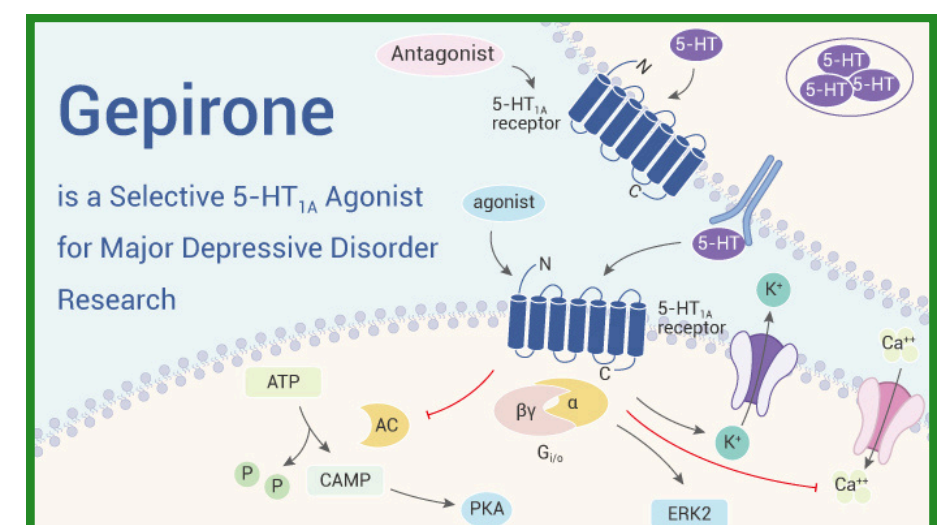 Gepirone
is a Selective 5-HT₁ₐ Agonist
for Major Depressive Disorder
Research
Antagonist
5-HT
5-HT
5-HT
5-HT
5-HT₁ₐ
receptor
N
C
agonist
5-HT
N
5-HT₁ₐ
receptor
C
K⁺
Ca⁺⁺
ATP
AC
βγ
α
Gᵢ/ₒ
K⁺
P
P
CAMP
Ca⁺⁺
PKA
ERK2